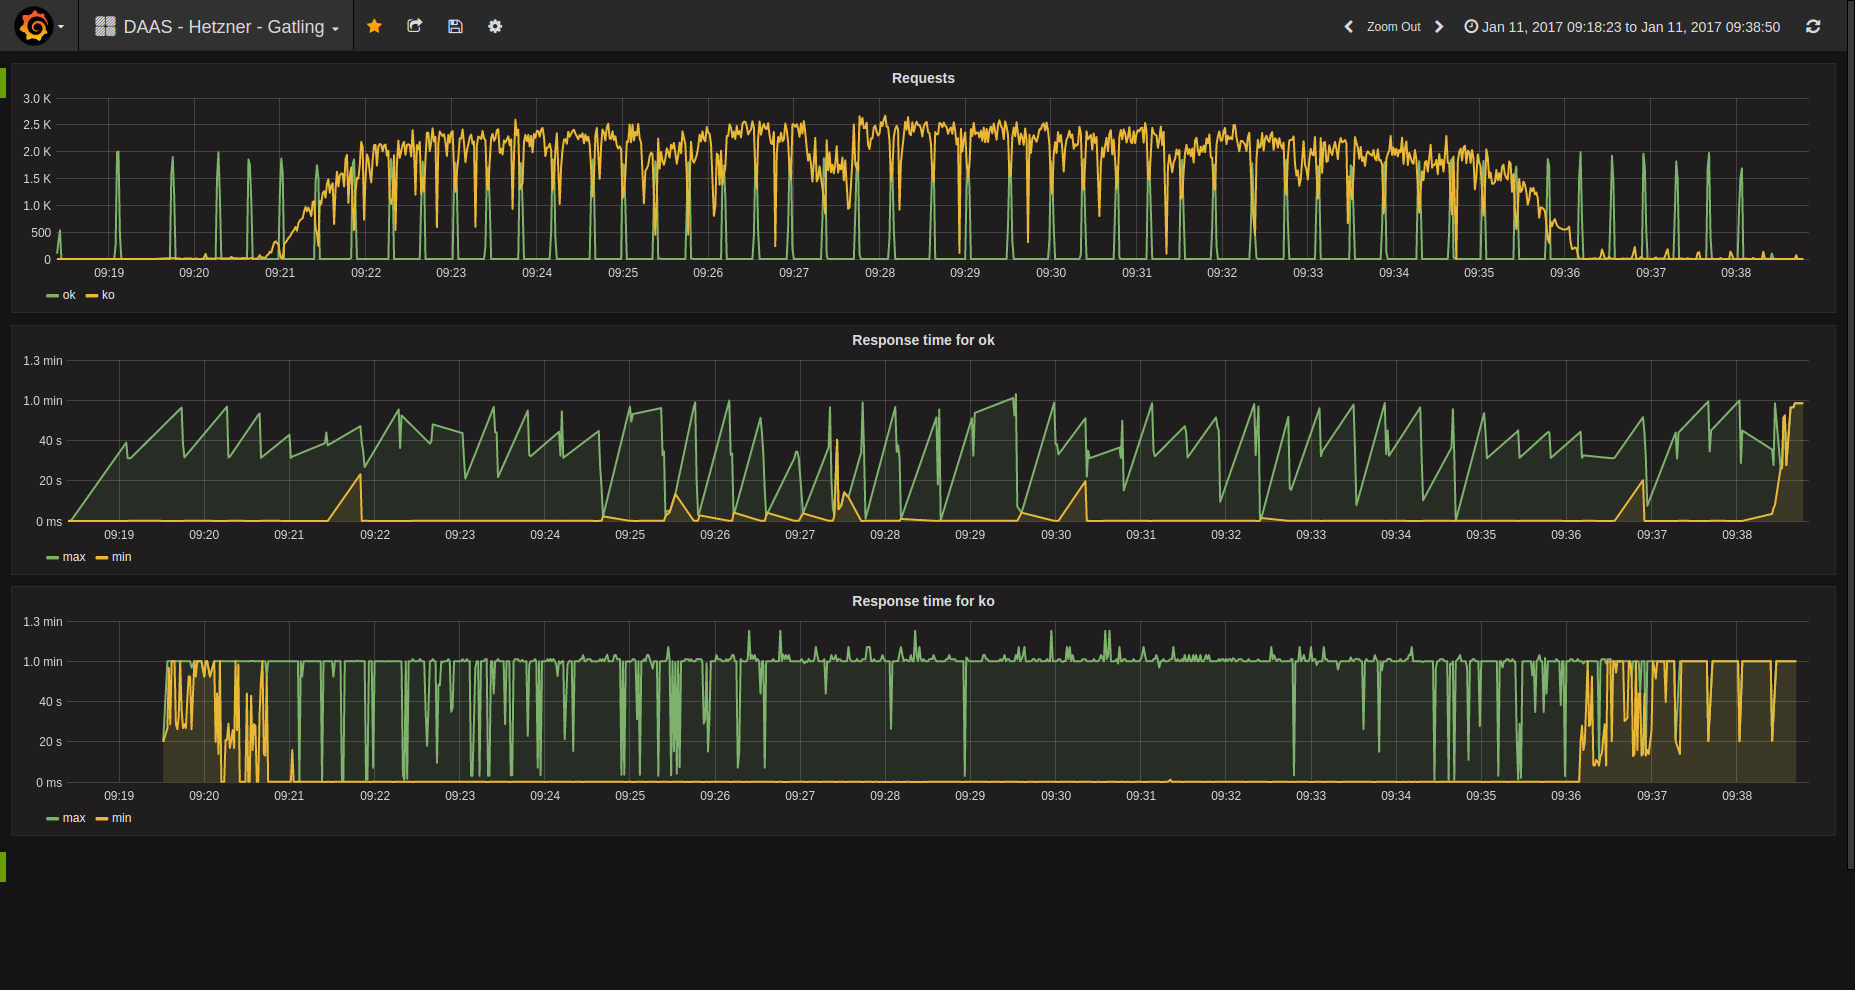 DAAS - Hetzner - Gatling
Zoom Out
Jan 11, 2017 09:18:23 to Jan 11, 2017 09:38:50
Requests
3.0 K
2.5 K
2.0 K
1.5 K
1.0 K
500
0
09:19 09:20 09:21 09:22 09:23 09:24 09:25 09:26 09:27 09:28 09:29 09:30 09:31 09:32 09:33 09:34 09:35 09:36 09:37 09:38
ok ko
Response time for ok
1.3 min
1.0 min
40 s
20 s
0 ms
09:19 09:20 09:21 09:22 09:23 09:24 09:25 09:26 09:27 09:28 09:29 09:30 09:31 09:32 09:33 09:34 09:35 09:36 09:37 09:38
max min
Response time for ko
1.3 min
1.0 min
40 s
20 s
0 ms
09:19 09:20 09:21 09:22 09:23 09:24 09:25 09:26 09:27 09:28 09:29 09:30 09:31 09:32 09:33 09:34 09:35 09:36 09:37 09:38
max min